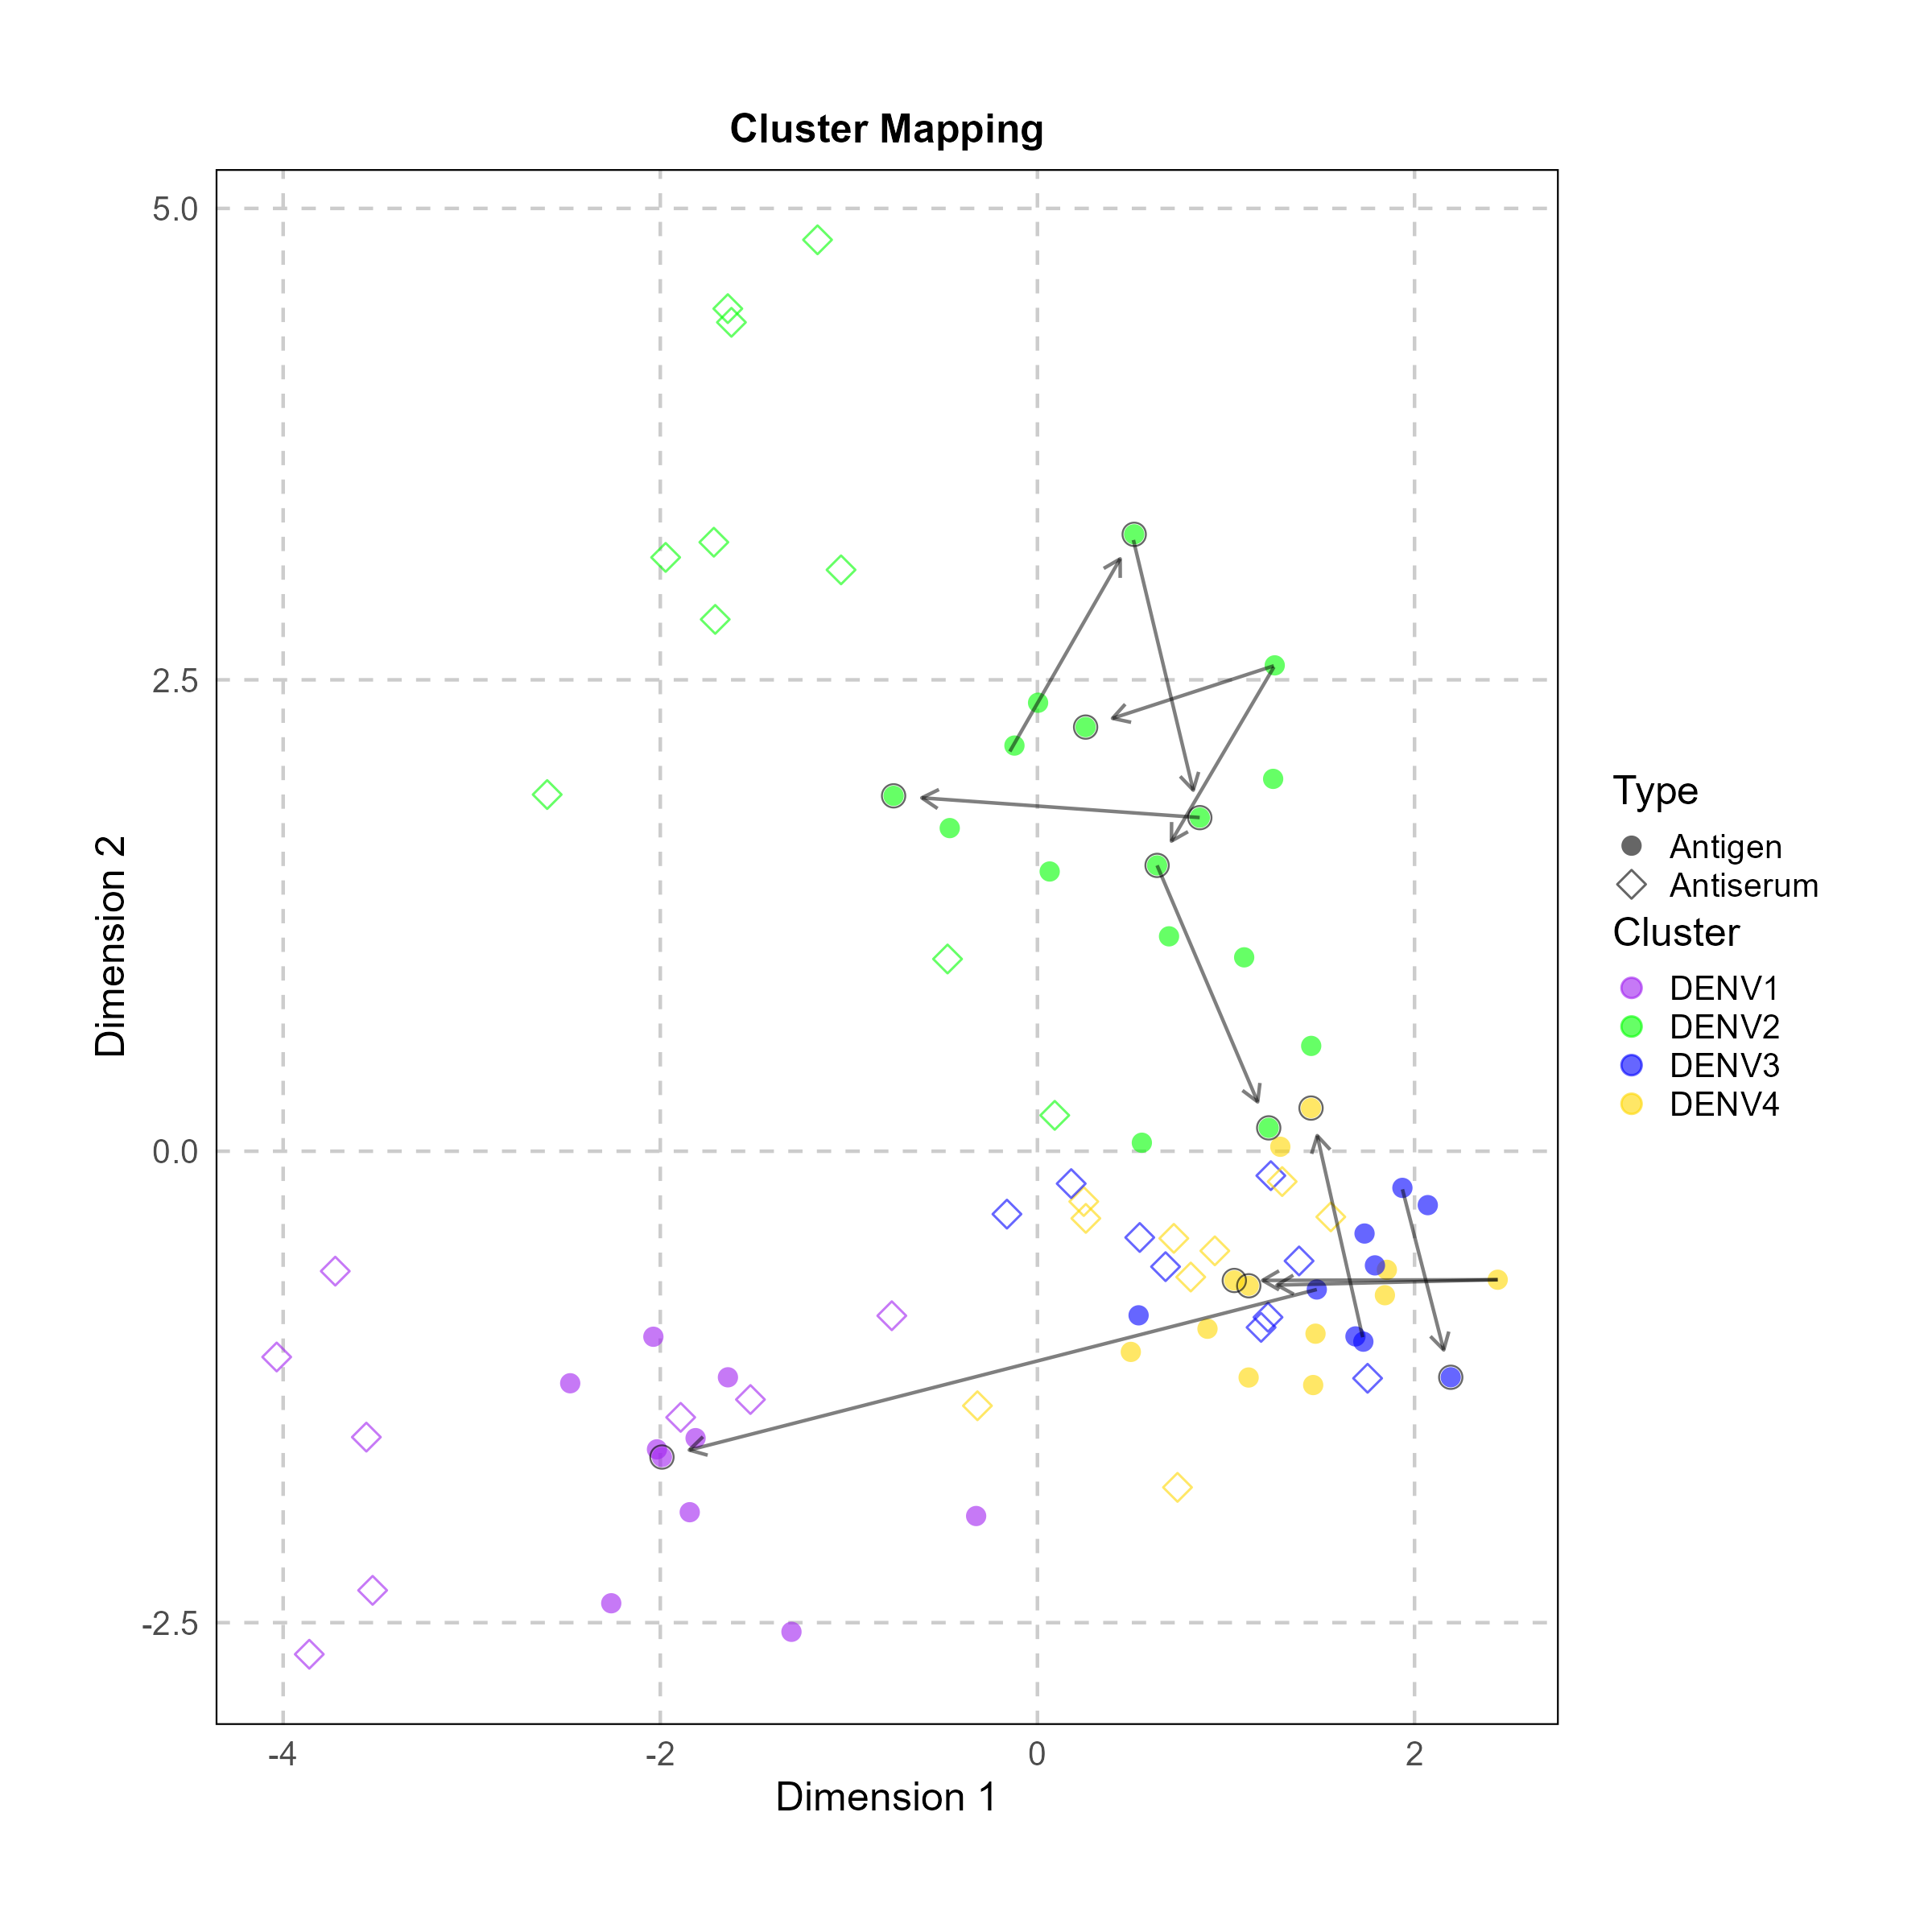 Cluster Mapping
5.0
2.5
0.0
-2.5
-4
-2
0
2
Dimension 1
Dimension 2
Type
Antigen
Antiserum
Cluster
DENV1
DENV2
DENV3
DENV4